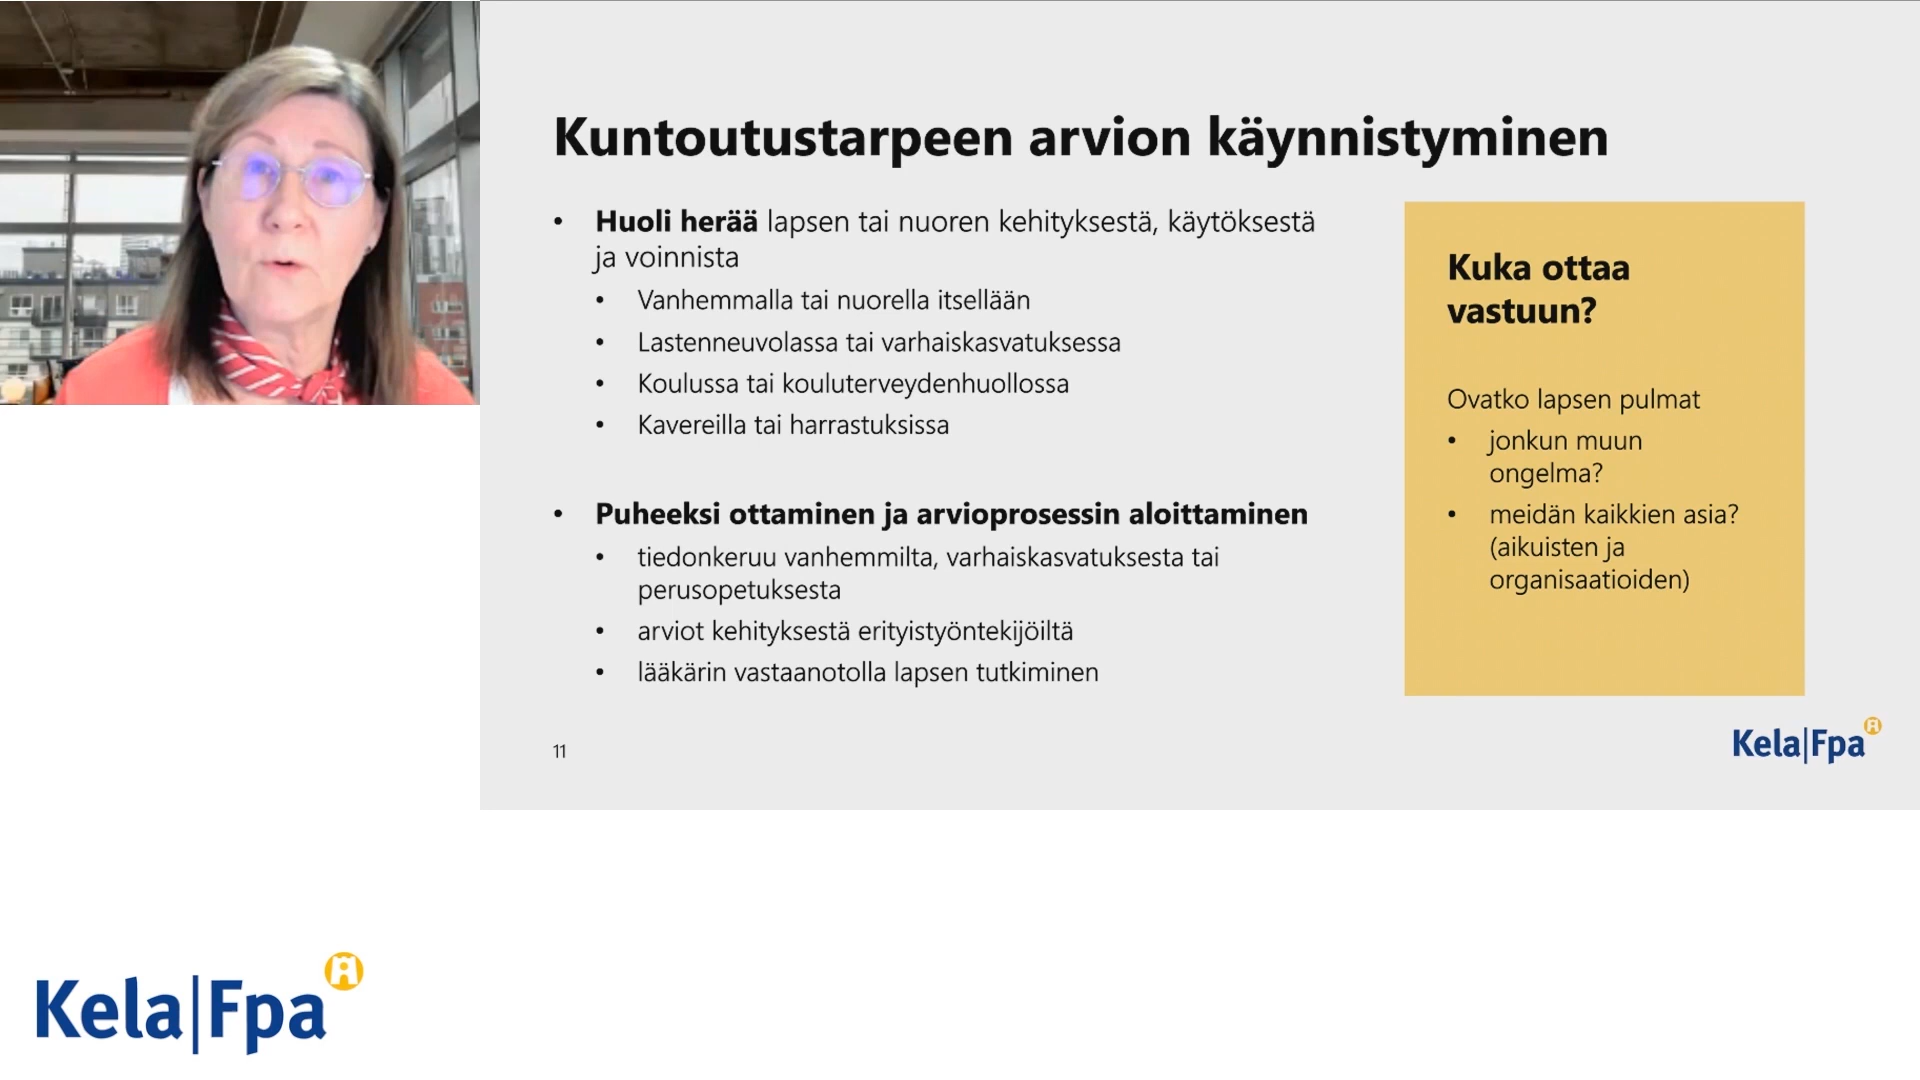 Kuntoutustarpeen arvion käynnistyminen
• Huoli herää lapsen tai nuoren kehityksestä, käytöksestä
ja voinnista
• Vanhemmalla tai nuorella itsellään
• Lastenneuvolassa tai varhaiskasvatuksessa
• Koulussa tai kouluterveydenhuollossa
• Kavereilla tai harrastuksissa
• Puheeksi ottaminen ja arvioprosessin aloittaminen
• tiedonkeruu vanhemmilta, varhaiskasvatuksesta tai
perusopetuksesta
• arviot kehityksestä erityistyöntekijöiltä
• lääkärin vastaanotolla lapsen tutkiminen
Kuka ottaa
vastuun?
Ovatko lapsen pulmat
• jonkun muun
ongelma?
• meidän kaikkien asia?
(aikuisten ja
organisaatioiden)
11
Kela|Fpa
Kela|Fpa